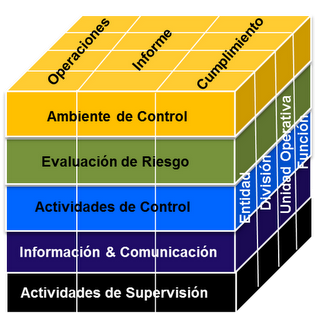 Operaciones
Informe
Cumplimiento
Ambiente de Control
Evaluación de Riesgo
Actividades de Control
Información & Comunicación
Actividades de Supervisión
Entidad
División
Unidad Operativa
Función